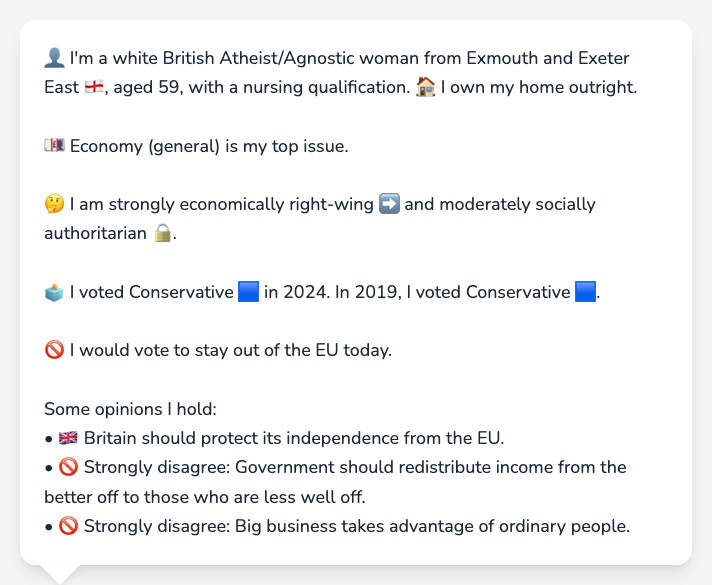 👤 I'm a white British Atheist/Agnostic woman from Exmouth and Exeter
East 🏴󠁧󠁢󠁥󠁮󠁧󠁿, aged 59, with a nursing qualification. 🏠 I own my home outright.
💷 Economy (general) is my top issue.
🤔 I am strongly economically right-wing ➡️ and moderately socially
authoritarian 🔒.
🗳️ I voted Conservative 🟦 in 2024. In 2019, I voted Conservative 🟦.
🚫 I would vote to stay out of the EU today.
Some opinions I hold:
• 🇬🇧 Britain should protect its independence from the EU.
• 🚫 Strongly disagree: Government should redistribute income from the
better off to those who are less well off.
• 🚫 Strongly disagree: Big business takes advantage of ordinary people.